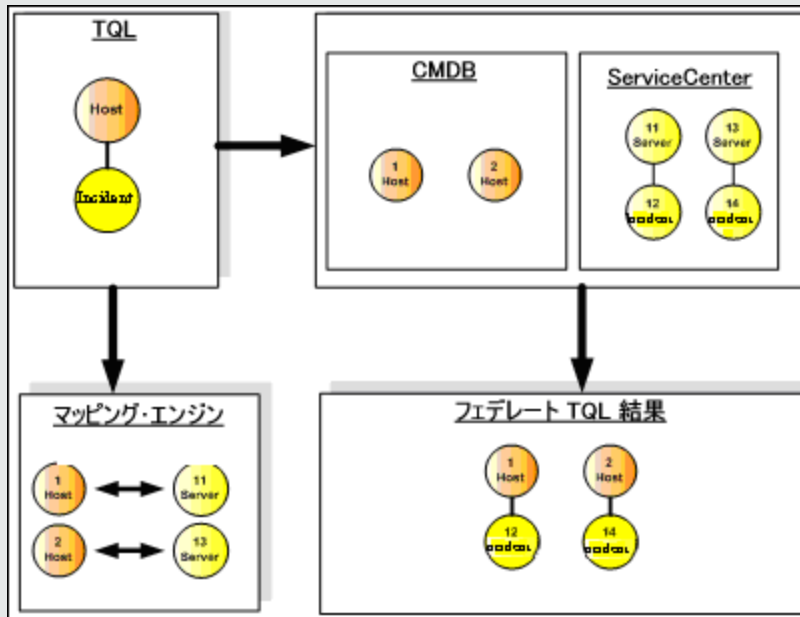 TQL
Host
Incident
CMDB
1
Host
2
Host
ServiceCenter
11
Server
13
Server
12
14
マッピング・エンジン
1
Host
11
Server
2
Host
13
Server
フェデレート TQL 結果
1
Host
2
Host
12
14